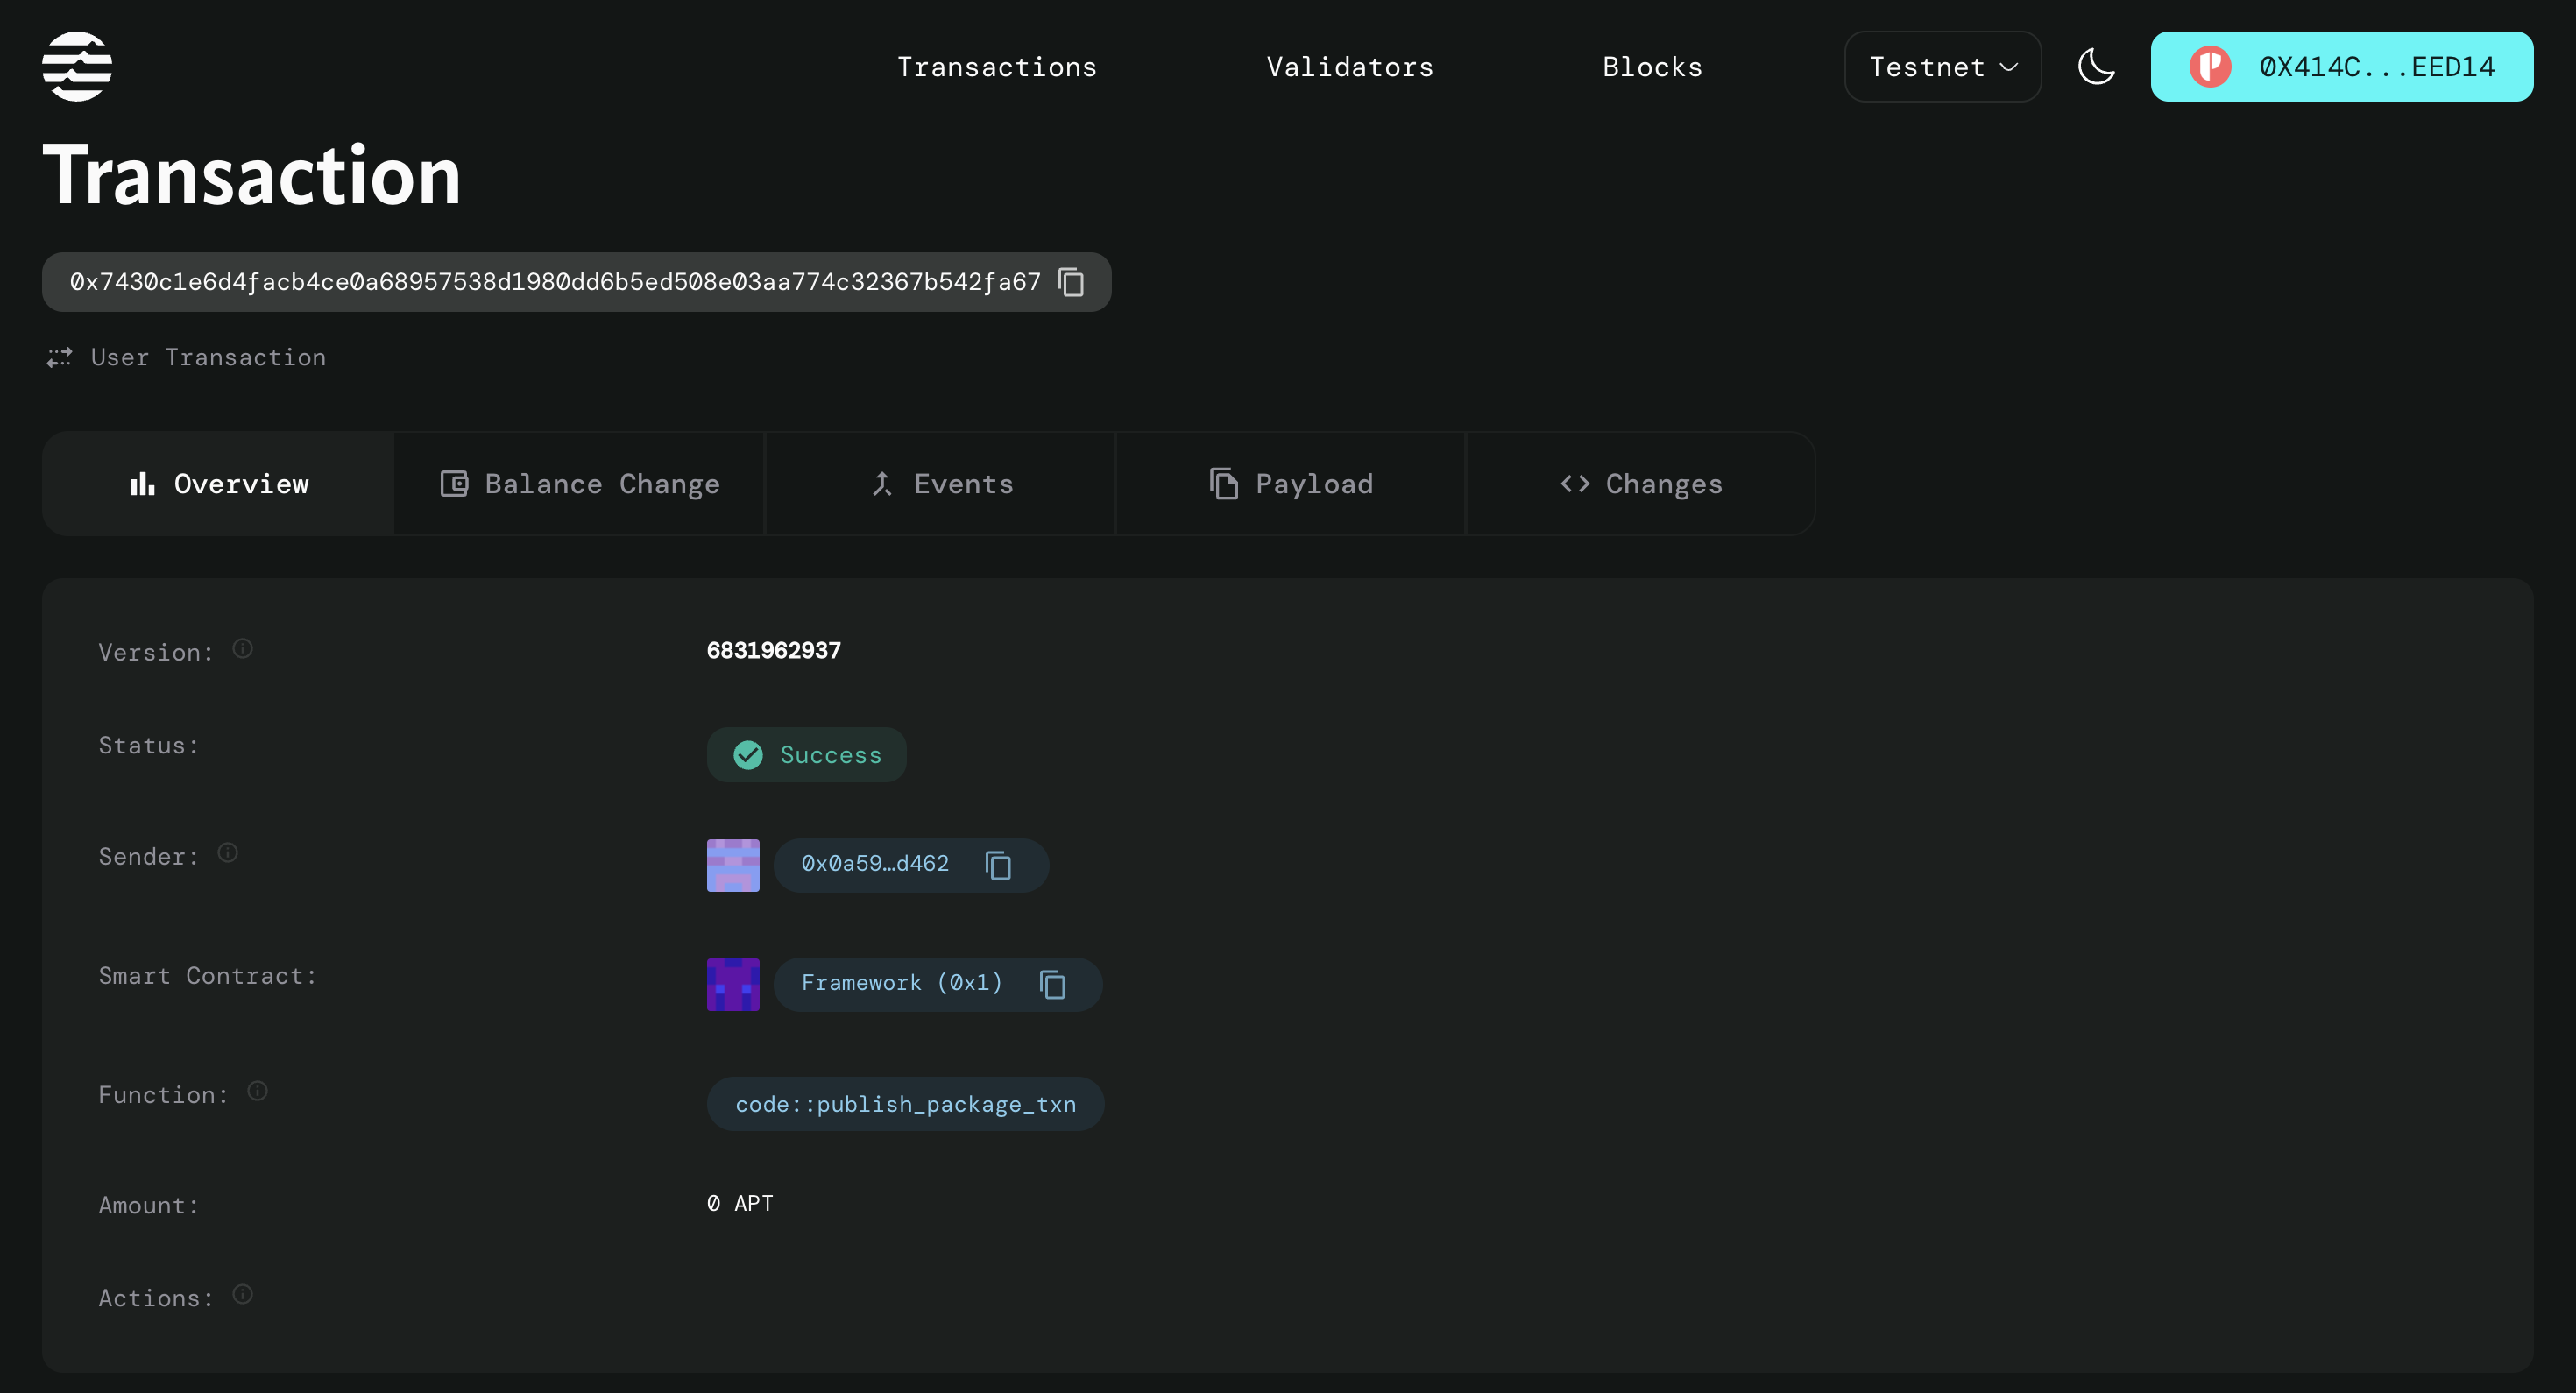 Transactions Validators Blocks Testnet 0X414C...EED14
Transaction
0x7430c1e6d4facb4ce0a68957538d1980dd6b5ed508e03aa774c32367b542fa67
User Transaction
Overview Balance Change Events Payload Changes
Version: 6831962937
Status: Success
Sender: 0x0a59…d462
Smart Contract: Framework (0x1)
Function: code::publish_package_txn
Amount: 0 APT
Actions: